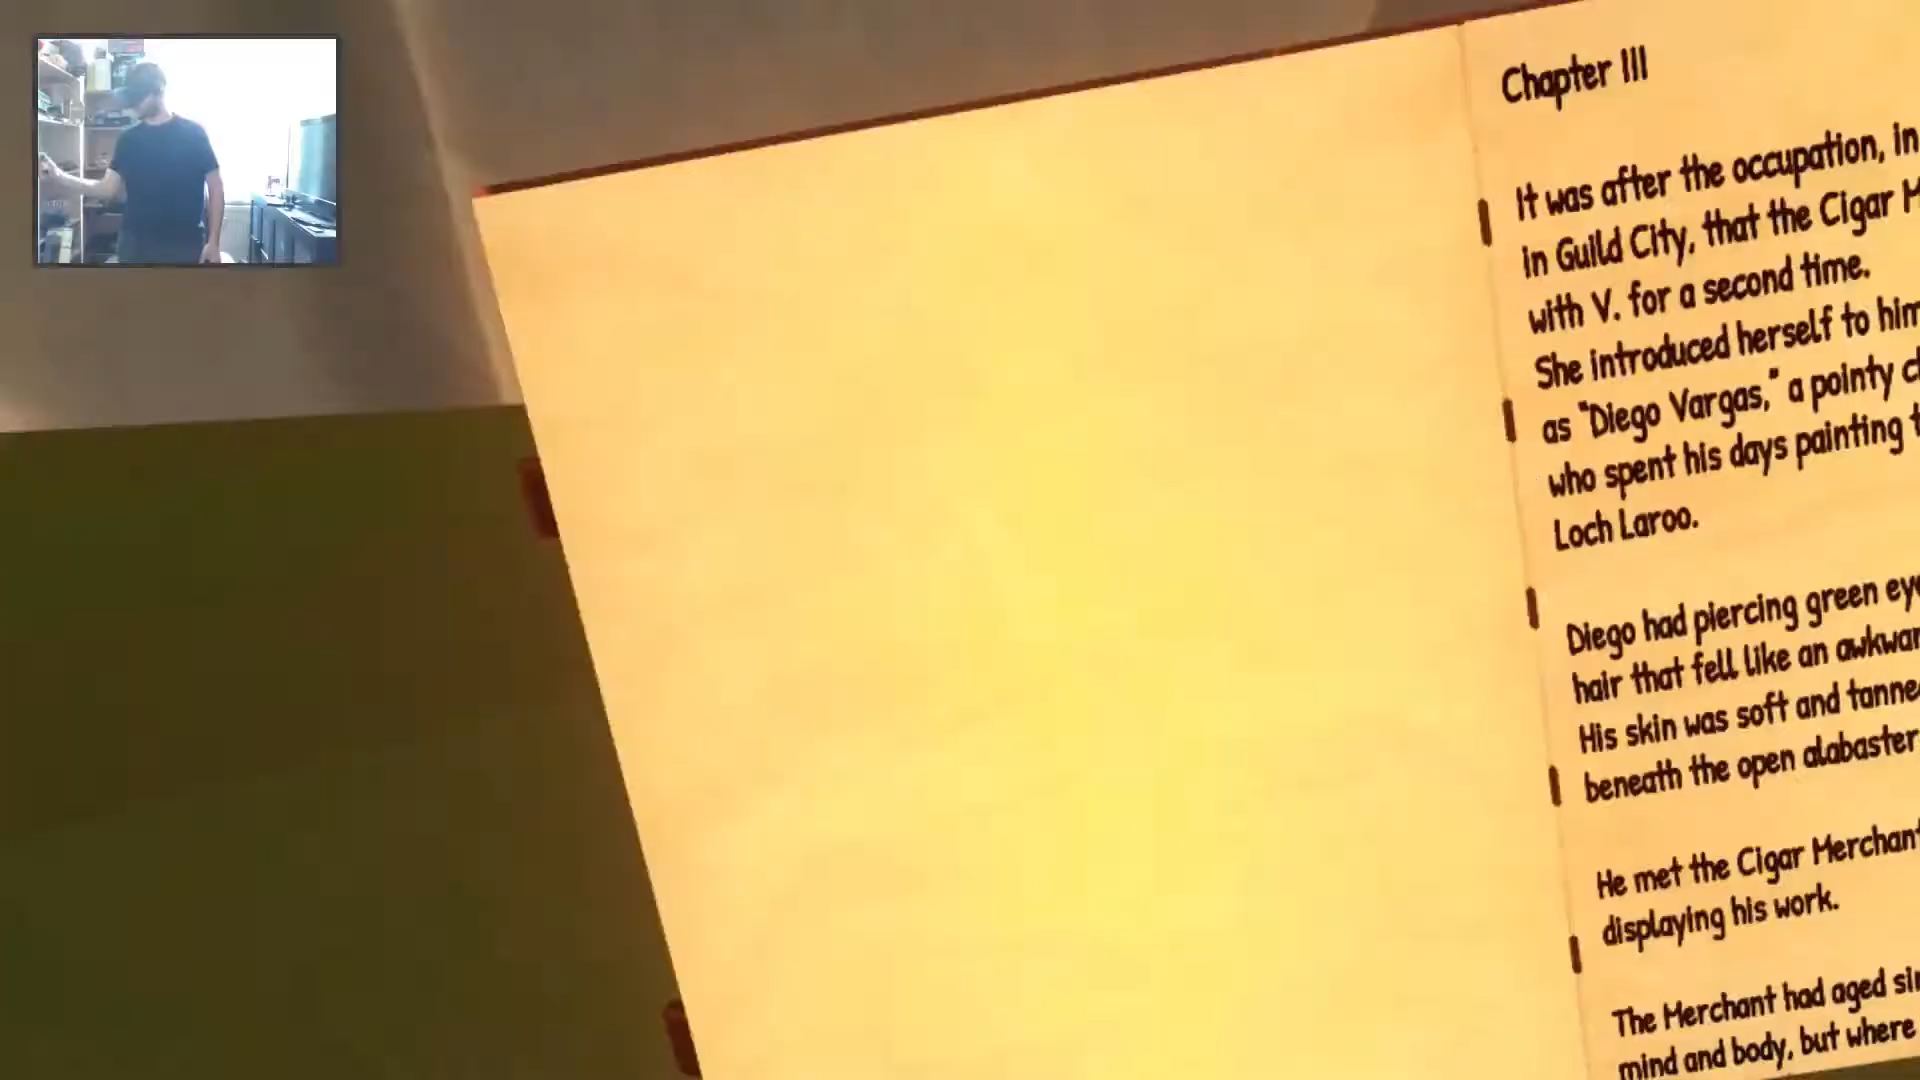 Chapter III
It was after the occupation, in
in Guild City, that the Cigar
with V. for a second time.
She introduced herself to him
as "Diego Vargas," a pointy
who spent his days painting
Loch Laroo.
Diego had piercing green
hair that fell like an
His skin was soft and
beneath the open alabaster
He met the Cigar Merchant
displaying his work.
The Merchant had aged
mind and body, but where